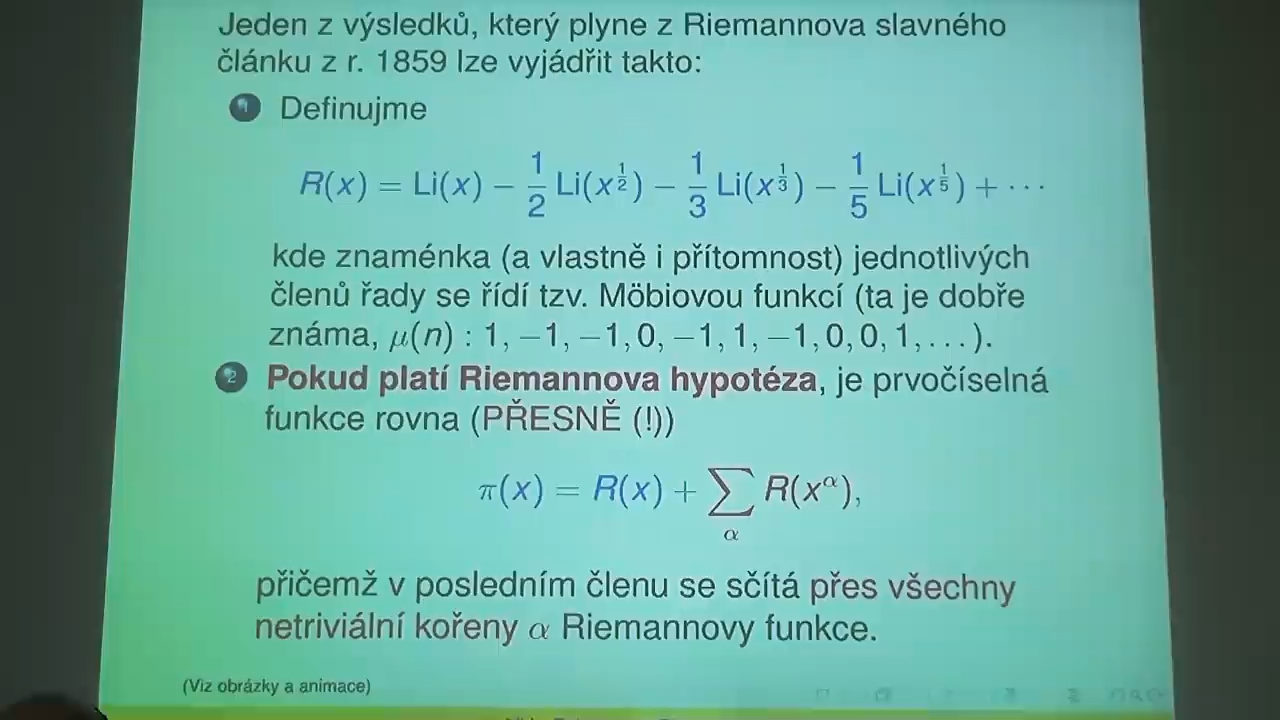 Jeden z výsledků, který plyne z Riemannova slavného
článku z r. 1859 lze vyjádřit takto:
1 Definujme
R(x) = Li(x) − 1/2 Li(x^{1/2}) − 1/3 Li(x^{1/3}) − 1/5 Li(x^{1/5}) + ···
kde znaménka (a vlastně i přítomnost) jednotlivých
členů řady se řídí tzv. Möbiovou funkcí (ta je dobře
známa, μ(n) : 1, −1, −1, 0, −1, 1, −1, 0, 0, 1, . . . ).
2 Pokud platí Riemannova hypotéza, je prvočíselná
funkce rovna (PŘESNĚ (!))
π(x) = R(x) + ∑_α R(x^α),
přičemž v posledním členu se sčítá přes všechny
netriviální kořeny α Riemannovy funkce.
(Viz obrázky a animace)